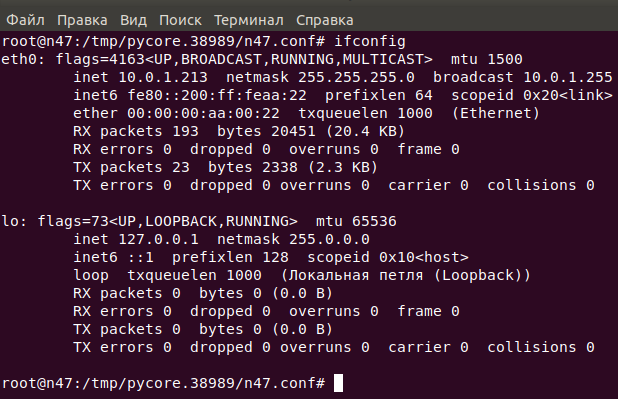 Файл Правка Вид Поиск Терминал Справка
root@n47:/tmp/pycore.38989/n47.conf# ifconfig
eth0: flags=4163<UP,BROADCAST,RUNNING,MULTICAST>  mtu 1500
        inet 10.0.1.213  netmask 255.255.255.0  broadcast 10.0.1.255
        inet6 fe80::200:ff:feaa:22  prefixlen 64  scopeid 0x20<link>
        ether 00:00:00:aa:00:22  txqueuelen 1000  (Ethernet)
        RX packets 193  bytes 20451 (20.4 KB)
        RX errors 0  dropped 0  overruns 0  frame 0
        TX packets 23  bytes 2338 (2.3 KB)
        TX errors 0  dropped 0 overruns 0  carrier 0  collisions 0

lo: flags=73<UP,LOOPBACK,RUNNING>  mtu 65536
        inet 127.0.0.1  netmask 255.0.0.0
        inet6 ::1  prefixlen 128  scopeid 0x10<host>
        loop  txqueuelen 1000  (Локальная петля (Loopback))
        RX packets 0  bytes 0 (0.0 B)
        RX errors 0  dropped 0  overruns 0  frame 0
        TX packets 0  bytes 0 (0.0 B)
        TX errors 0  dropped 0 overruns 0  carrier 0  collisions 0

root@n47:/tmp/pycore.38989/n47.conf#